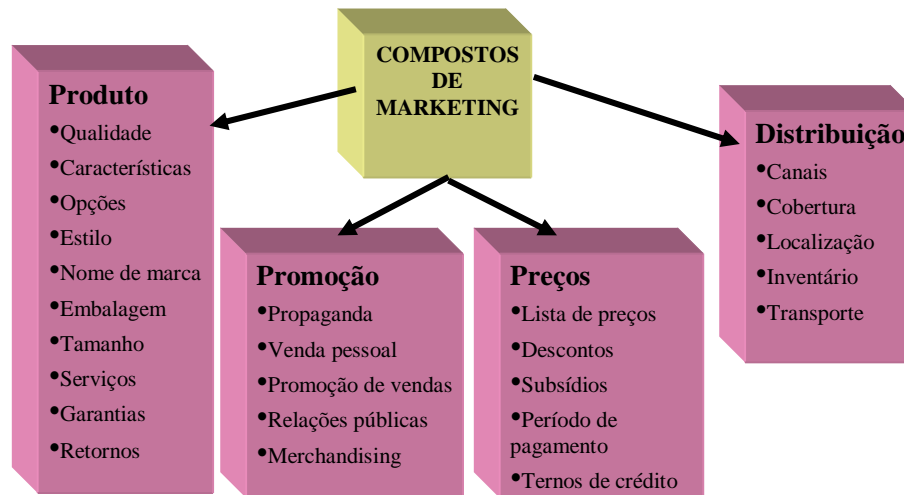 COMPOSTOS
DE
MARKETING
Produto
•Qualidade
•Características
•Opções
•Estilo
•Nome de marca
•Embalagem
•Tamanho
•Serviços
•Garantias
•Retornos
Promoção
•Propaganda
•Venda pessoal
•Promoção de vendas
•Relações públicas
•Merchandising
Preços
•Lista de preços
•Descontos
•Subsídios
•Período de
pagamento
•Ternos de crédito
Distribuição
•Canais
•Cobertura
•Localização
•Inventário
•Transporte